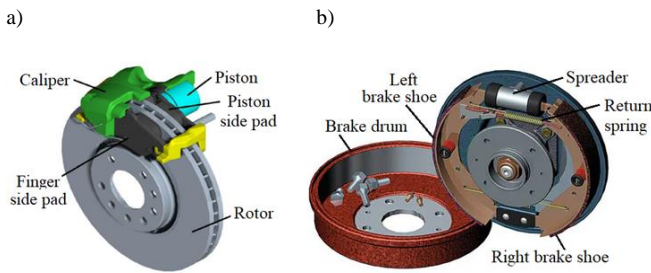 a)
b)
Caliper
Piston
Piston
side pad
Finger
side pad
Rotor
Left
brake shoe
Brake drum
Spreader
Return
spring
Right brake shoe